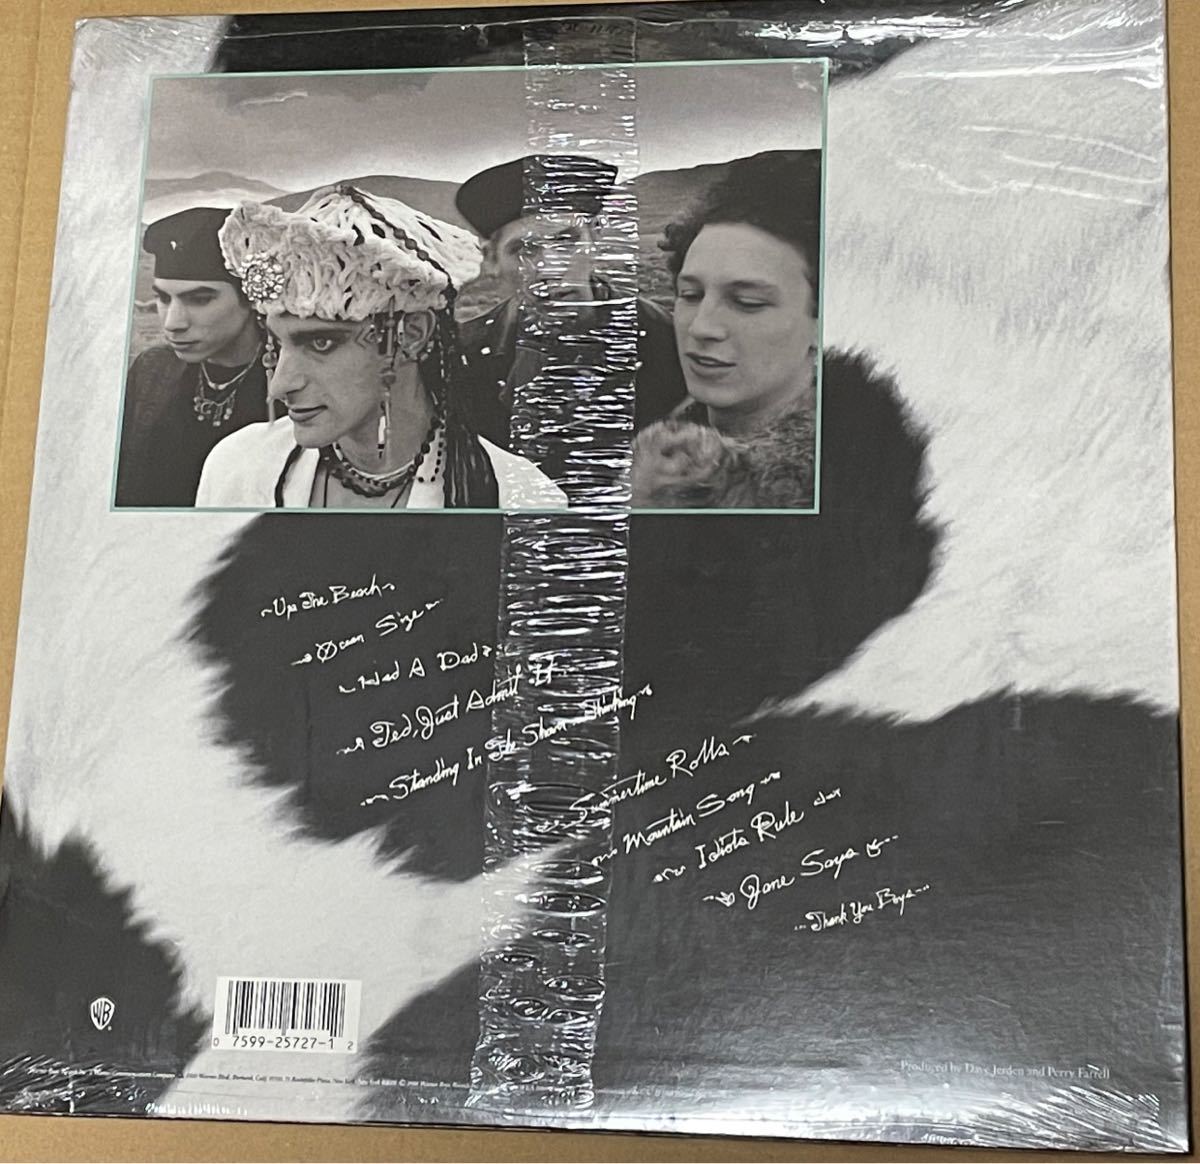 Up The Beach
Øcean Size
Had A Dad
Ted, Just Admit It...
Standing In The Shower... Thinking
Summertime Rolls
Mountain Song
Idiots Rule
Jane Says
Thank You Boys
WB
0 7599-25727-1 2
Produced by Dave Jerden and Perry Farrell